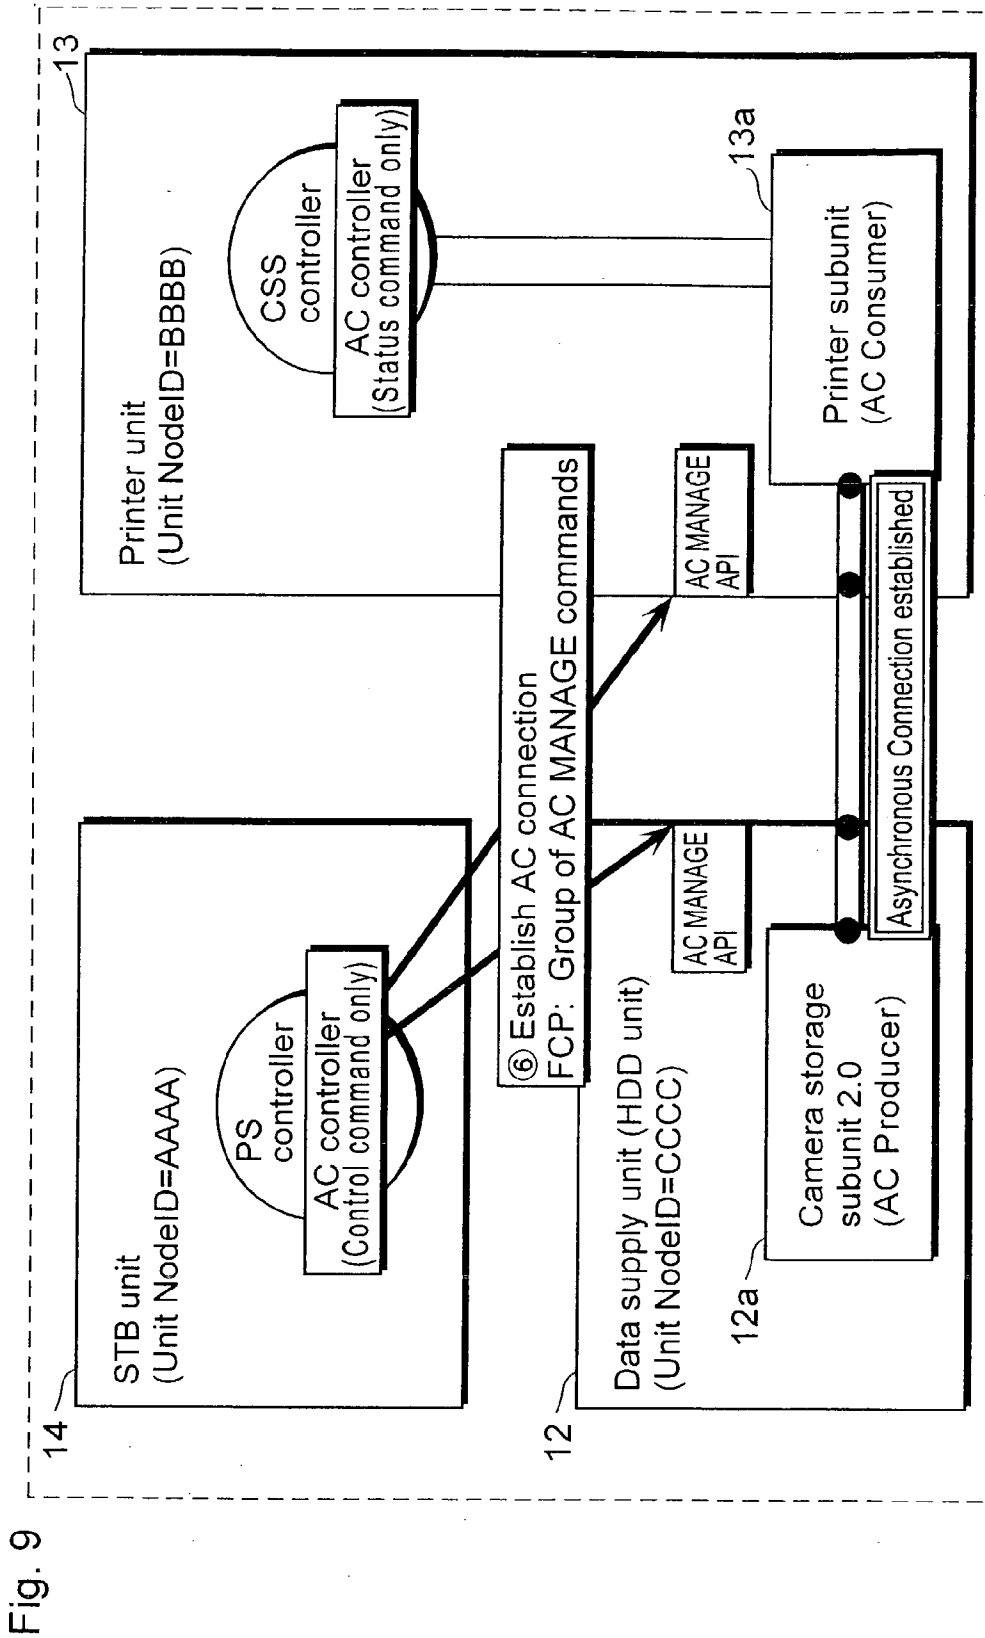 Fig. 9
14
STB unit
(Unit NodeID=AAAA)
PS
controller
AC controller
(Control command only)
13
Printer unit
(Unit NodeID=BBBB)
CSS
controller
AC controller
(Status command only)
⑥ Establish AC connection
FCP: Group of AC MANAGE commands
12
Data supply unit (HDD unit)
(Unit NodeID=CCCC)
AC MANAGE
API
AC MANAGE
API
12a
Camera storage
subunit 2.0
(AC Producer)
Asynchronous Connection established
13a
Printer subunit
(AC Consumer)